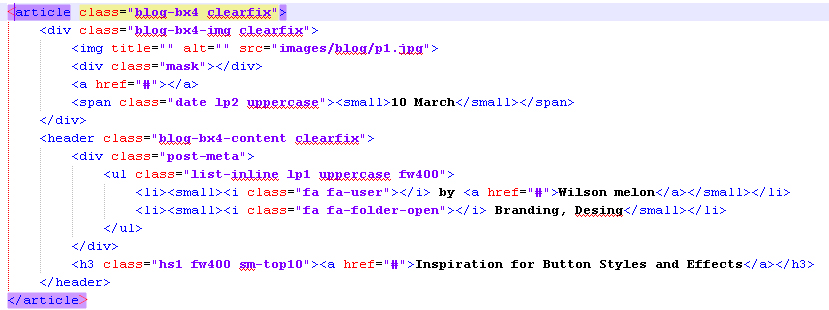 <article class="blog-bx4 clearfix">
<div class="blog-bx4-img clearfix">
<img title="" alt="" src="images/blog/p1.jpg">
<div class="mask"></div>
<a href="#"></a>
<span class="date lp2 uppercase"><small>10 March</small></span>
</div>
<header class="blog-bx4-content clearfix">
<div class="post-meta">
<ul class="list-inline lp1 uppercase fw400">
<li><small><i class="fa fa-user"></i> by <a href="#">Wilson melon</a></small></li>
<li><small><i class="fa fa-folder-open"></i> Branding, Desing</small></li>
</ul>
</div>
<h3 class="hs1 fw400 sm-top10"><a href="#">Inspiration for Button Styles and Effects</a></h3>
</header>
</article>